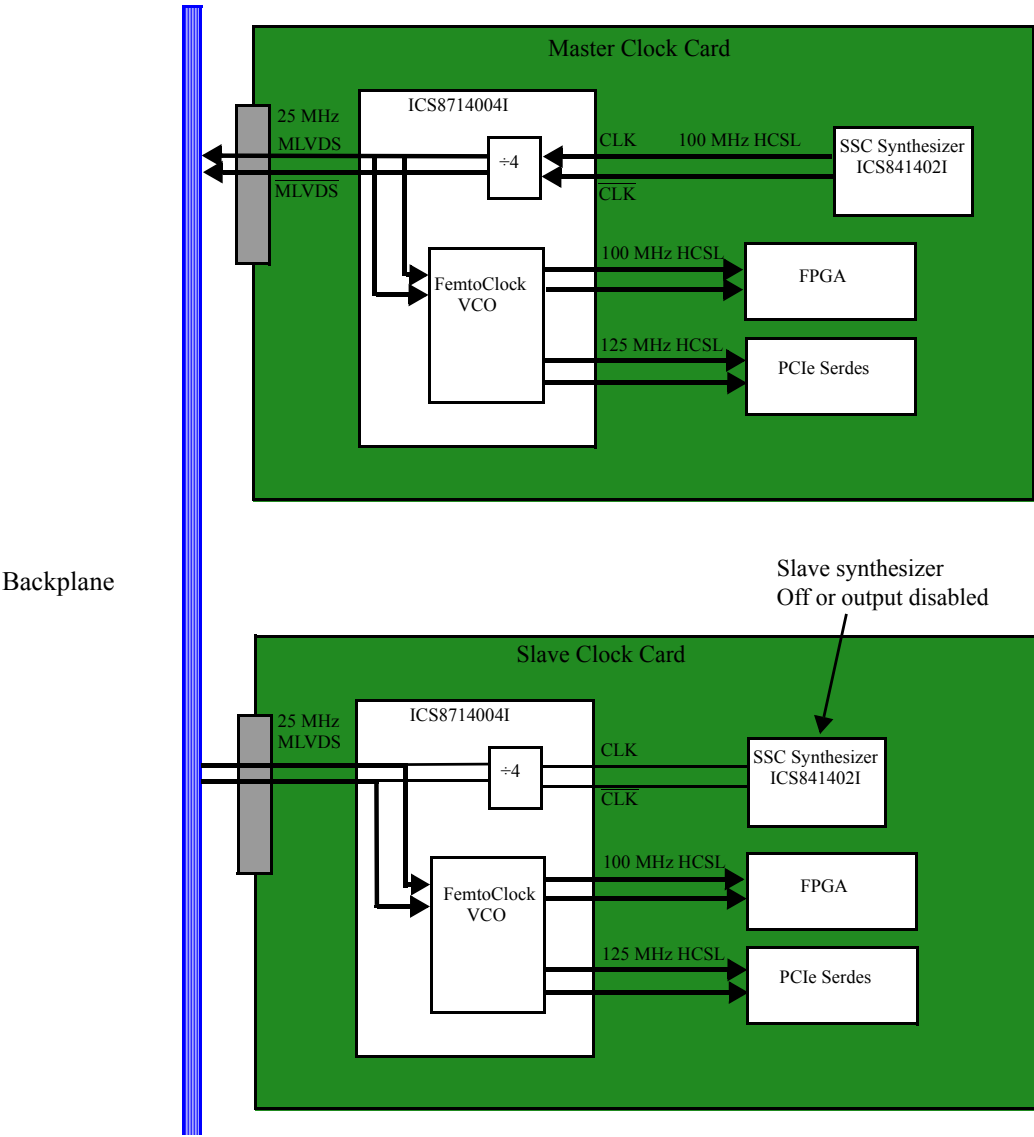 Master Clock Card
ICS8714004I
25 MHz
MLVDS
MLVDS
÷4
CLK
100 MHz HCSL
CLK
SSC Synthesizer
ICS841402I
FemtoClock
VCO
100 MHz HCSL
FPGA
125 MHz HCSL
PCIe Serdes
Backplane
Slave synthesizer
Off or output disabled
Slave Clock Card
ICS8714004I
25 MHz
MLVDS
÷4
CLK
CLK
SSC Synthesizer
ICS841402I
FemtoClock
VCO
100 MHz HCSL
FPGA
125 MHz HCSL
PCIe Serdes